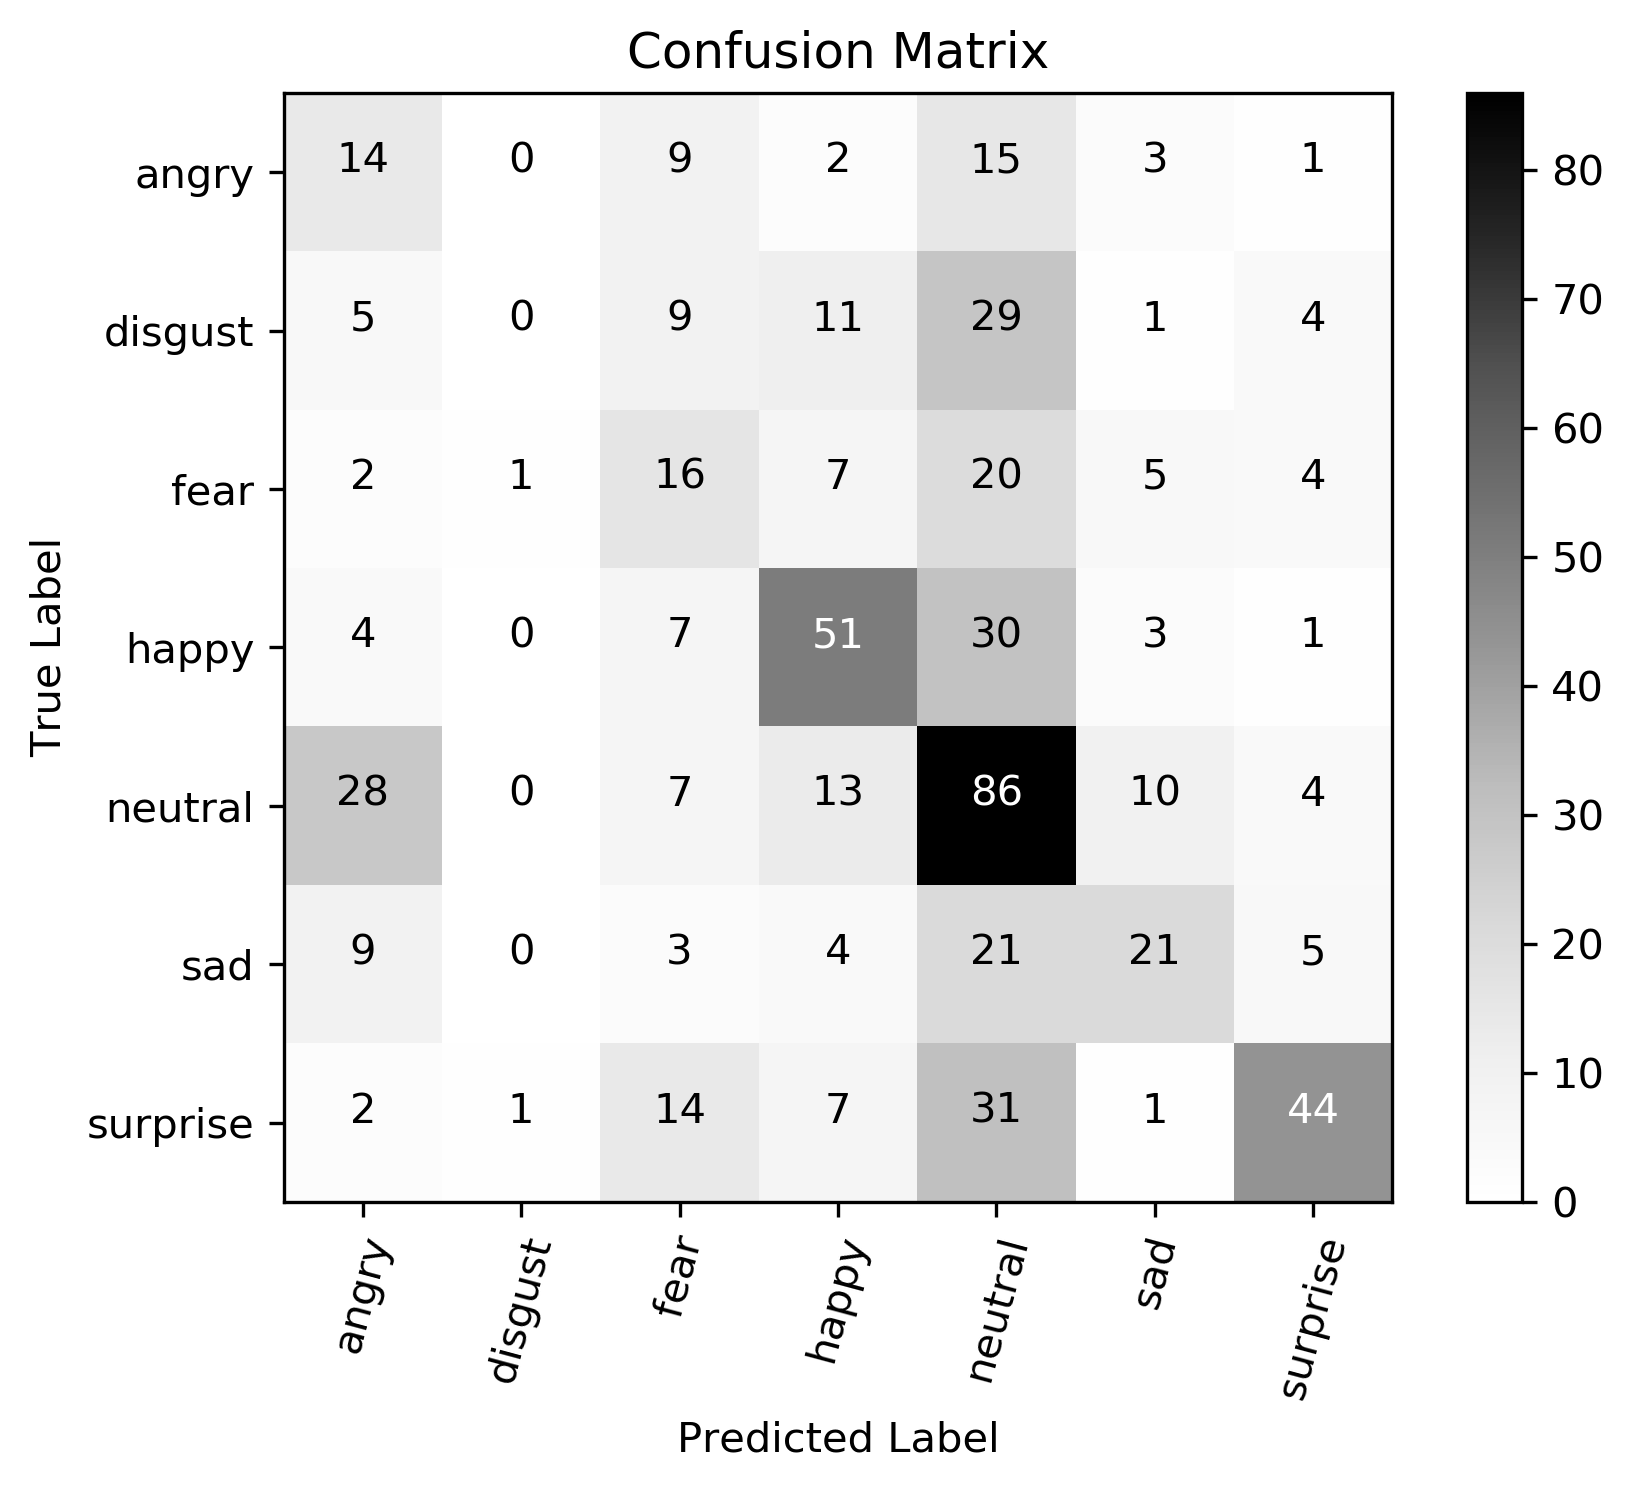 Confusion Matrix
angry 14 0 9 2 15 3 1
disgust 5 0 9 11 29 1 4
fear 2 1 16 7 20 5 4
happy 4 0 7 51 30 3 1
neutral 28 0 7 13 86 10 4
sad 9 0 3 4 21 21 5
surprise 2 1 14 7 31 1 44
True Label
angry disgust fear happy neutral sad surprise
Predicted Label
80
70
60
50
40
30
20
10
0